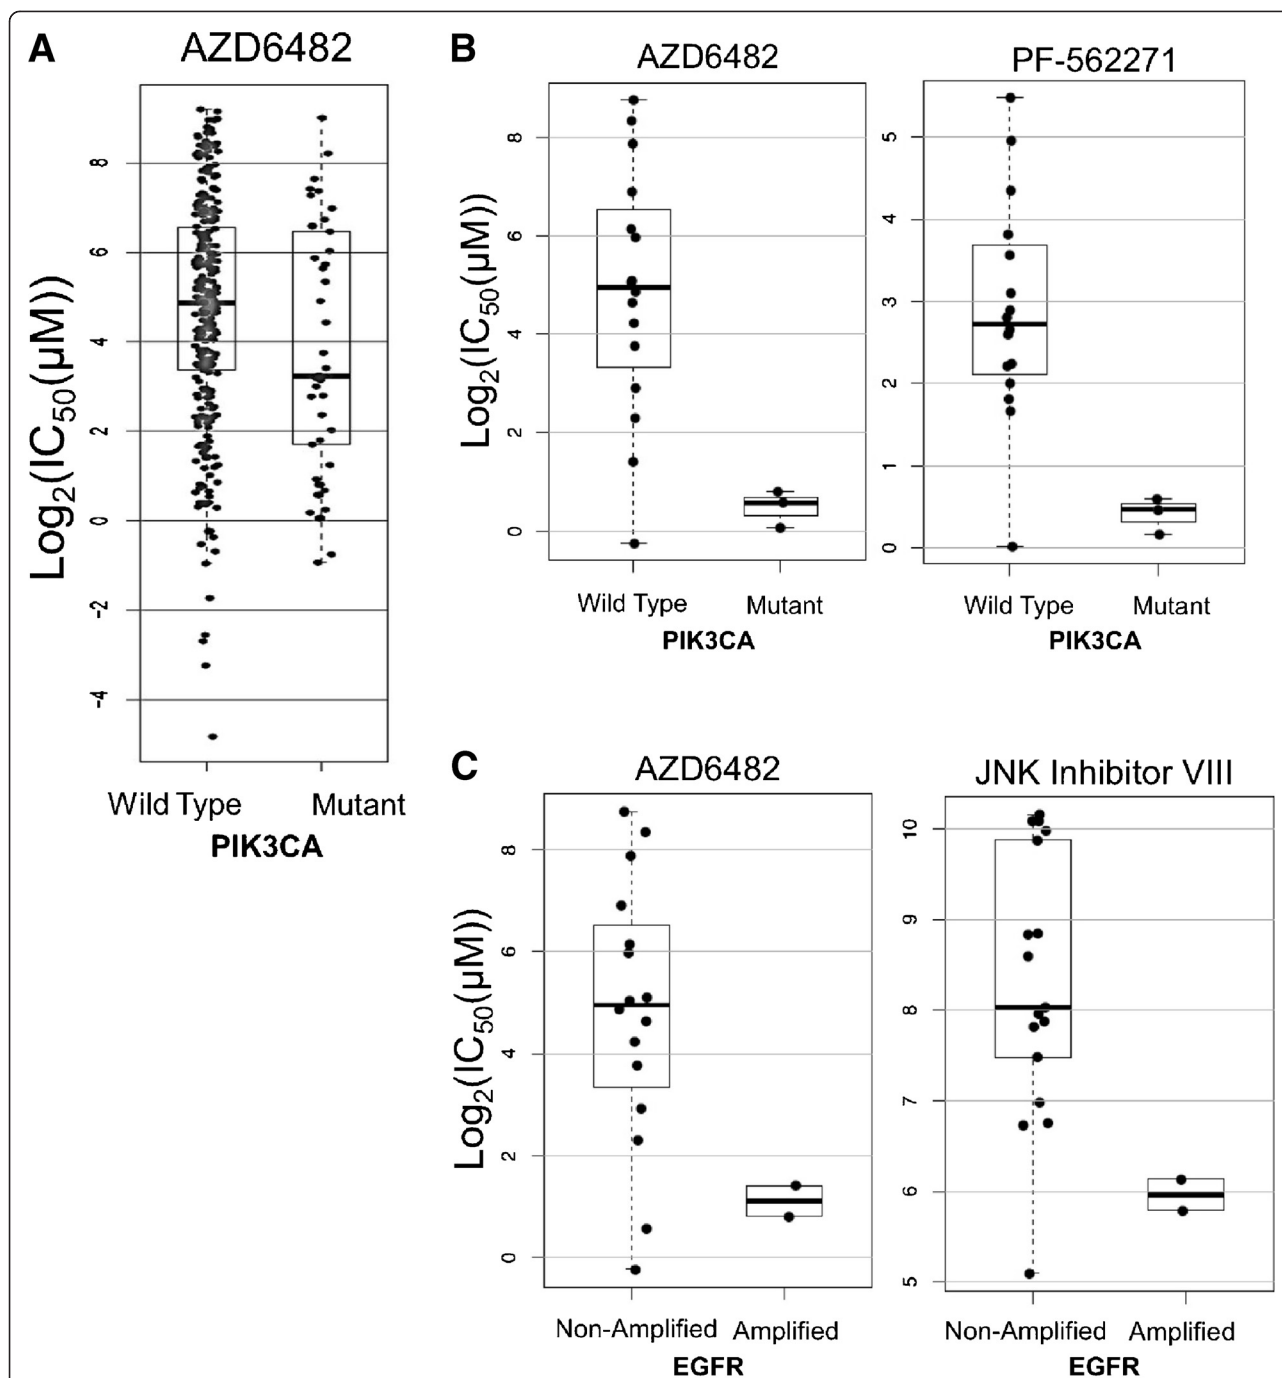 A
AZD6482
Log2(IC50(μM))
8
6
4
2
0
-2
-4
Wild Type Mutant
PIK3CA
B
AZD6482
Log2(IC50(μM))
8
6
4
2
0
Wild Type Mutant
PIK3CA
PF-562271
5
4
3
2
1
0
Wild Type Mutant
PIK3CA
C
AZD6482
Log2(IC50(μM))
8
6
4
2
0
Non-Amplified Amplified
EGFR
JNK Inhibitor VIII
10
9
8
7
6
5
Non-Amplified Amplified
EGFR